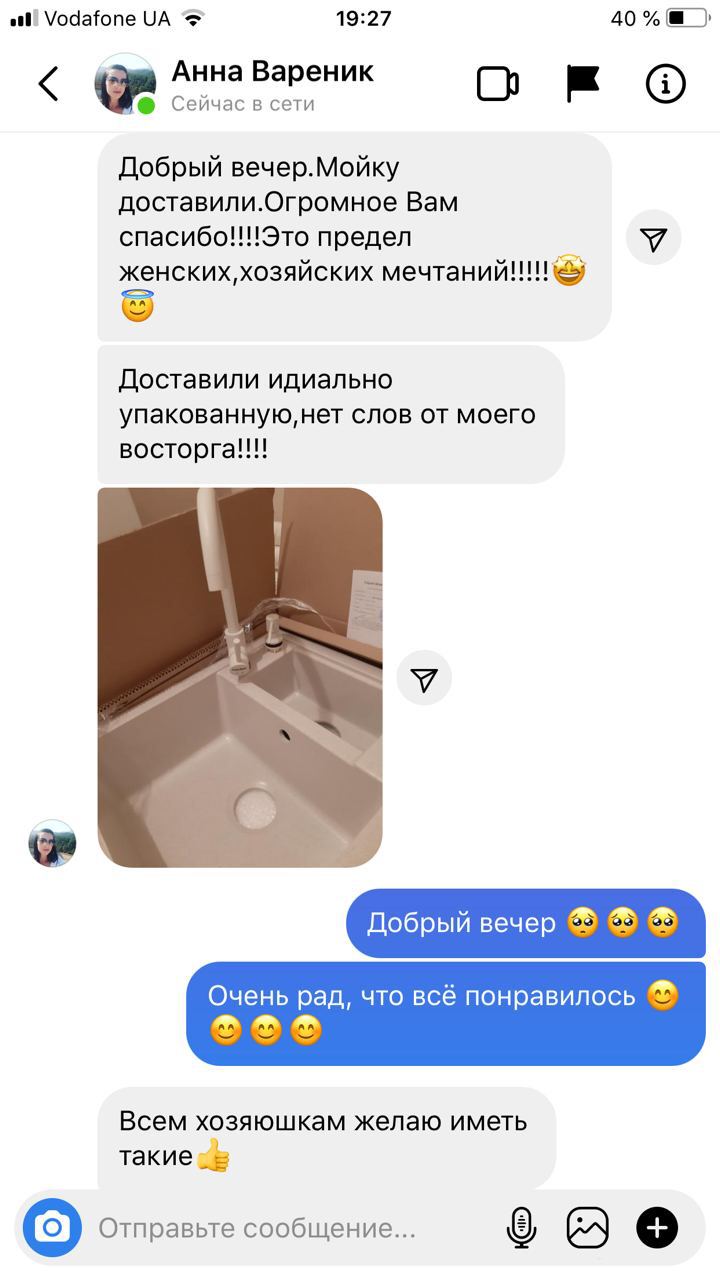 Vodafone UA 19:27 40 %
Анна Вареник
Сейчас в сети
Добрый вечер.Мойку
доставили.Огромное Вам
спасибо!!!!Это предел
женских,хозяйских мечтаний!!!!!🤩
😇
Доставили идиально
упакованную,нет слов от моего
восторга!!!!
Добрый вечер 🥺🥺🥺
Очень рад, что всё понравилось 😊
😊😊😊
Всем хозяюшкам желаю иметь
такие👍
Отправьте сообщение...